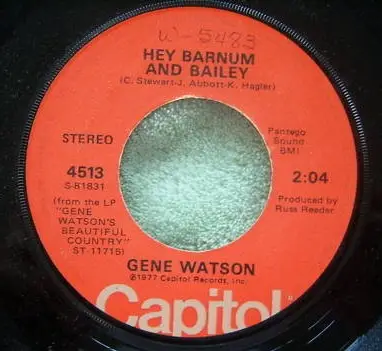 W-5483
HEY BARNUM
AND BAILEY
(C. Stewart-J. Abbott-K. Hagler)
STEREO
4513
S-81831
(from the LP
"GENE
WATSON'S
BEAUTIFUL
COUNTRY"
ST-11715)
Pantego
Sound
BMI
2:04
Produced by
Russ Reeder
GENE WATSON
℗1977 Capitol Records, Inc.
Capitol